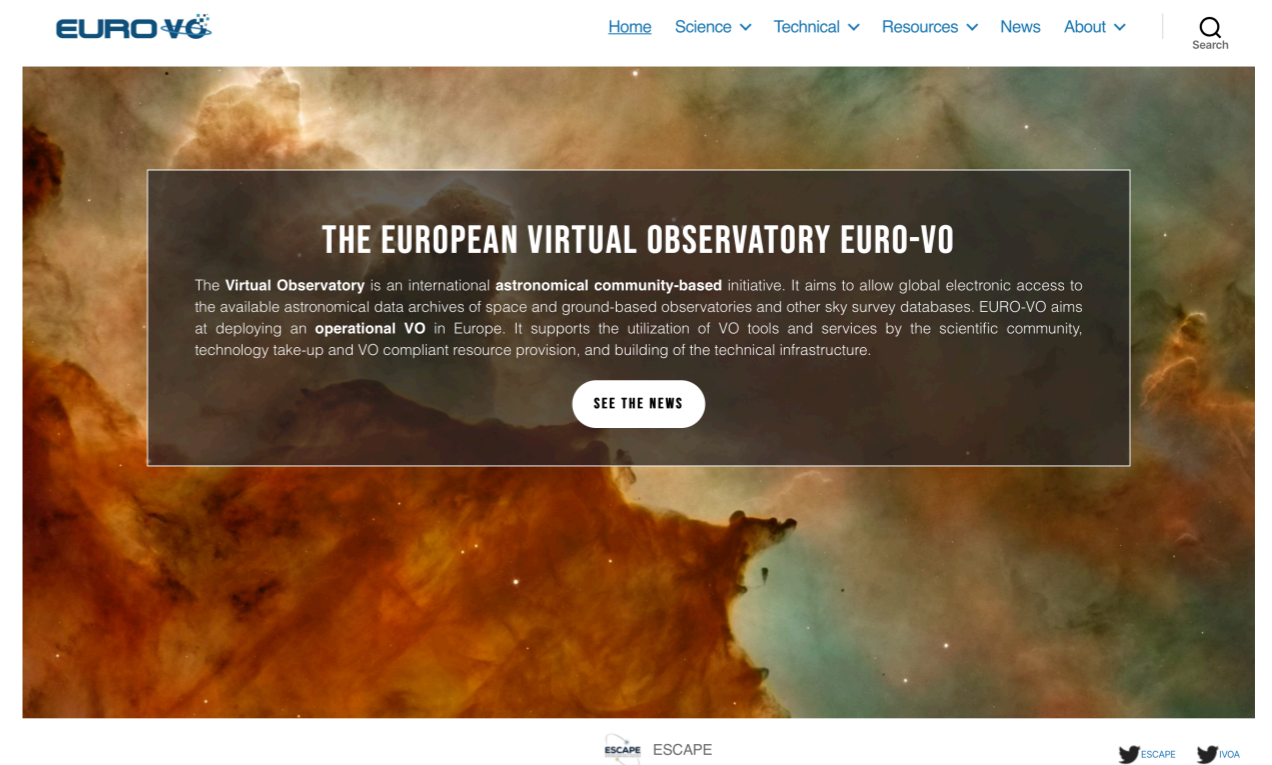 EURO VO
Home Science Technical Resources News About
Search
THE EUROPEAN VIRTUAL OBSERVATORY EURO-VO
The Virtual Observatory is an international astronomical community-based initiative. It aims to allow global electronic access to
the available astronomical data archives of space and ground-based observatories and other sky survey databases. EURO-VO aims
at deploying an operational VO in Europe. It supports the utilization of VO tools and services by the scientific community,
technology take-up and VO compliant resource provision, and building of the technical infrastructure.
SEE THE NEWS
ESCAPE ESCAPE
ESCAPE IVOA